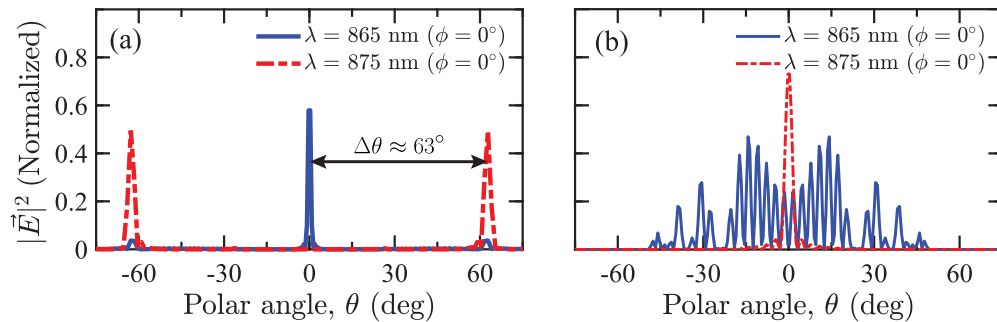 (a)
λ = 865 nm (ϕ = 0°)
λ = 875 nm (ϕ = 0°)
Δθ ≈ 63°
|E⃗|² (Normalized)
0.8
0.6
0.4
0.2
0
-60 -30 0 30 60
Polar angle, θ (deg)
(b)
λ = 865 nm (ϕ = 0°)
λ = 875 nm (ϕ = 0°)
-60 -30 0 30 60
Polar angle, θ (deg)